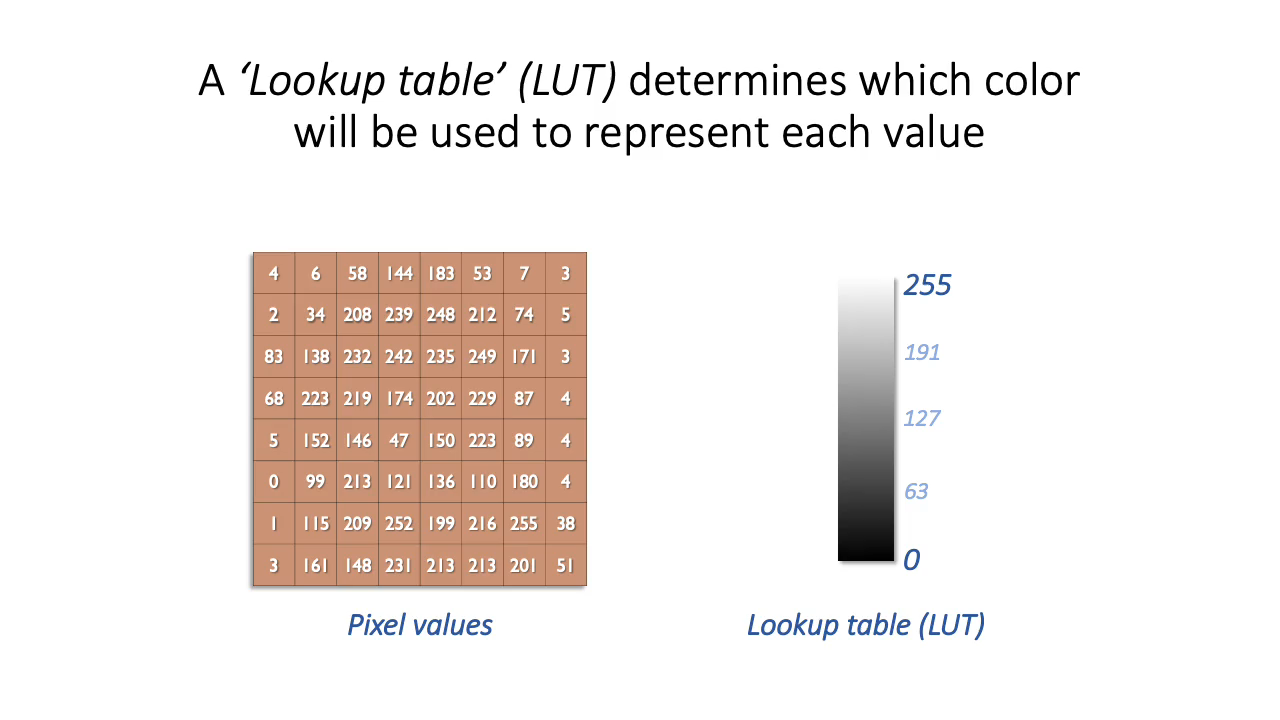 A ‘Lookup table’ (LUT) determines which color
will be used to represent each value
4 6 58 144 183 53 7 3
2 34 208 239 248 212 74 5
83 138 232 242 235 249 171 3
68 223 219 174 202 229 87 4
5 152 146 47 150 223 89 4
0 99 213 121 136 110 180 4
1 115 209 252 199 216 255 38
3 161 148 231 213 213 201 51
Pixel values
255
191
127
63
0
Lookup table (LUT)